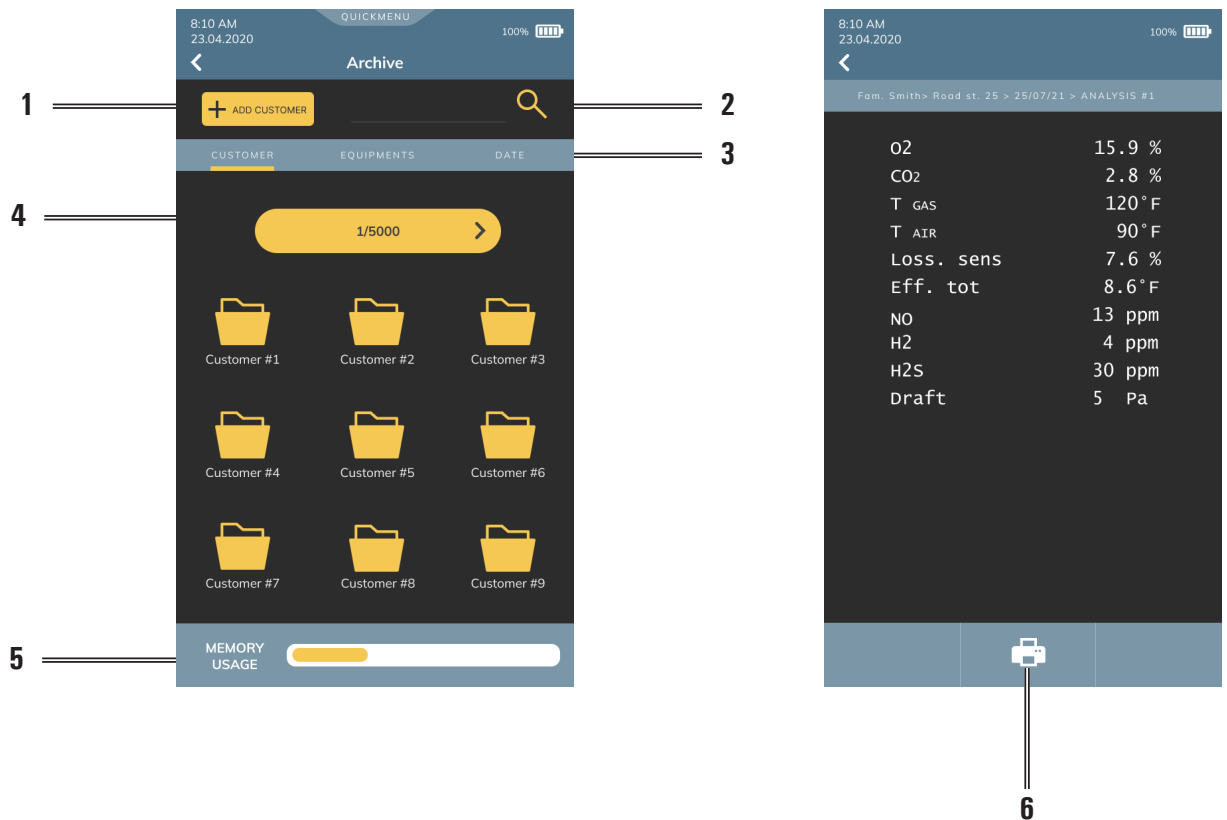 QUICKMENU
8:10 AM
23.04.2020
100%
Archive
1
ADD CUSTOMER
2
CUSTOMER EQUIPMENTS DATE
3
4
1/5000
Customer #1 Customer #2 Customer #3
Customer #4 Customer #5 Customer #6
Customer #7 Customer #8 Customer #9
5
MEMORY
USAGE
8:10 AM
23.04.2020
100%
Fam. Smith> Road st. 25 > 25/07/21 > ANALYSIS #1
O2 15.9 %
CO2 2.8 %
T GAS 120°F
T AIR 90°F
Loss. sens 7.6 %
Eff. tot 8.6°F
NO 13 ppm
H2 4 ppm
H2S 30 ppm
Draft 5 Pa
6